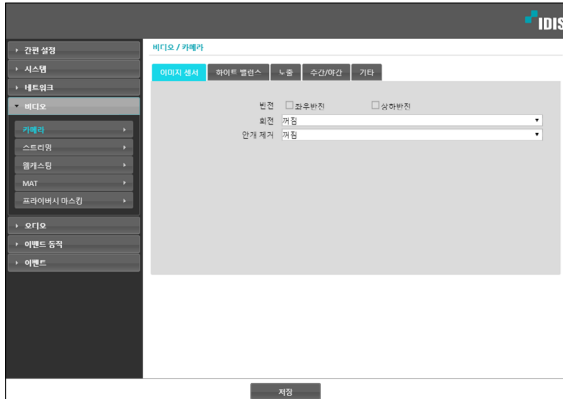 IDIS
간편 설정
시스템
네트워크
비디오
카메라
스트리밍
웹캐스팅
MAT
프라이버시 마스킹
오디오
이벤트 동작
이벤트
비디오 / 카메라
이미지 센서 화이트 밸런스 노출 주간/야간 기타
반전 좌우반전 상하반전
회전 꺼짐
안개 제거 꺼짐
저장